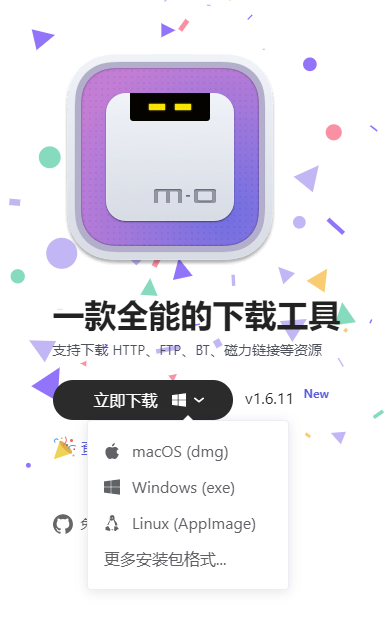 m-o
一款全能的下载工具
支持下载 HTTP、FTP、BT、磁力链接等资源
立即下载 v1.6.11 New
macOS (dmg)
Windows (exe)
Linux (AppImage)
更多安装包格式...